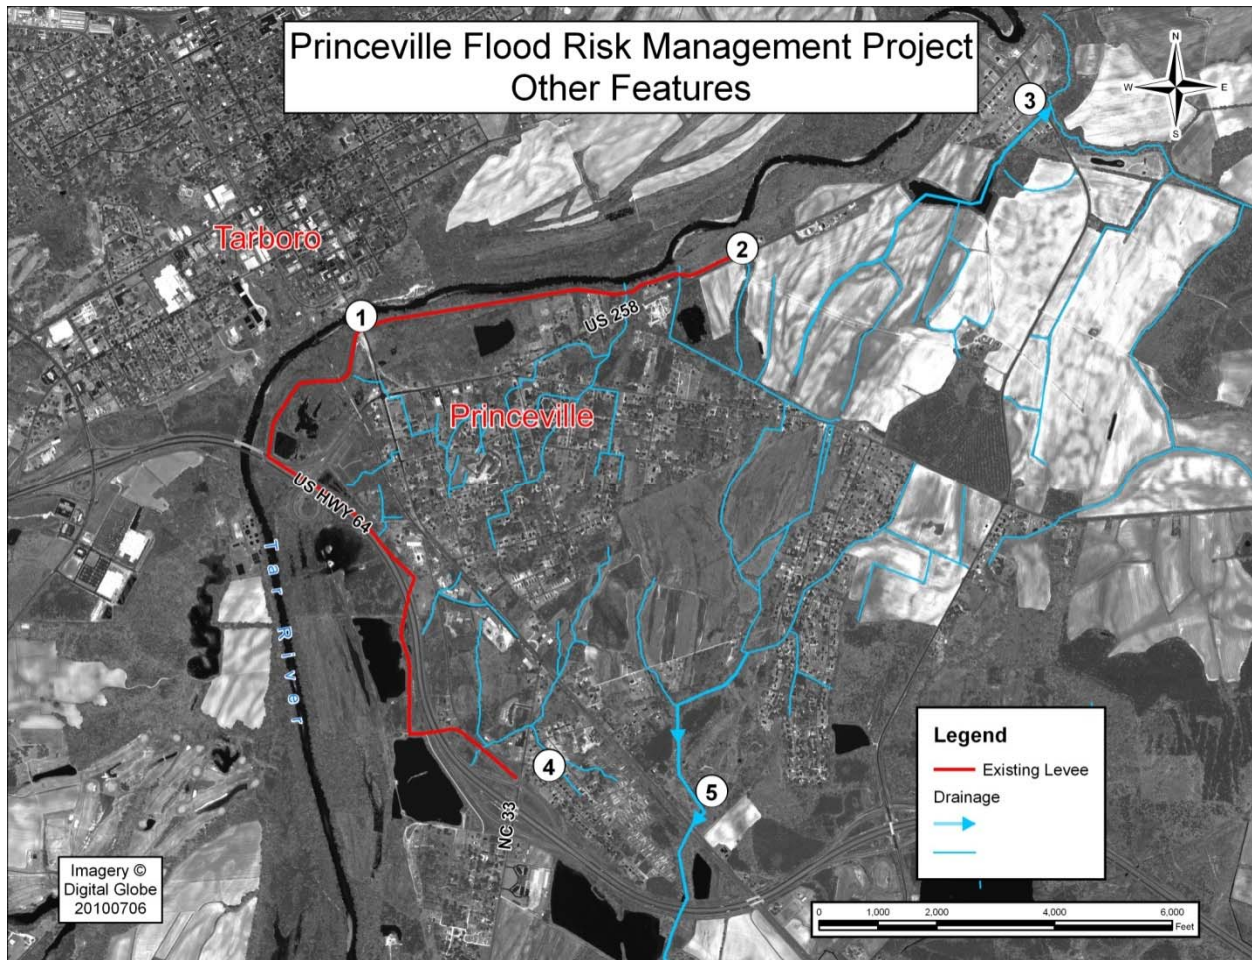 Princeville Flood Risk Management Project
Other Features
N
W
E
S
3
Tarboro
2
1
US 258
Princeville
US HWY 64
Tar River
4
5
NC 33
Legend
Existing Levee
Drainage
Imagery ©
Digital Globe
20100706
0 1,000 2,000 4,000 6,000
Feet